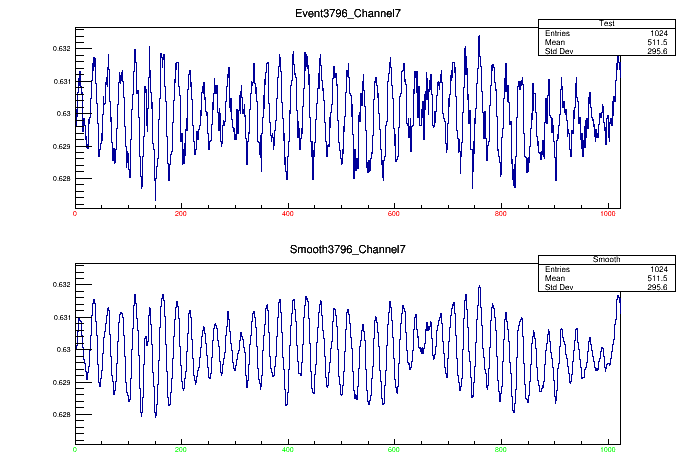 Event3796_Channel7
Test
Entries 1024
Mean 511.5
Std Dev 295.6
0.632
0.631
0.63
0.629
0.628
0 200 400 600 800 1000
Smooth3796_Channel7
Smooth
Entries 1024
Mean 511.5
Std Dev 295.6
0.632
0.631
0.63
0.629
0.628
0 200 400 600 800 1000